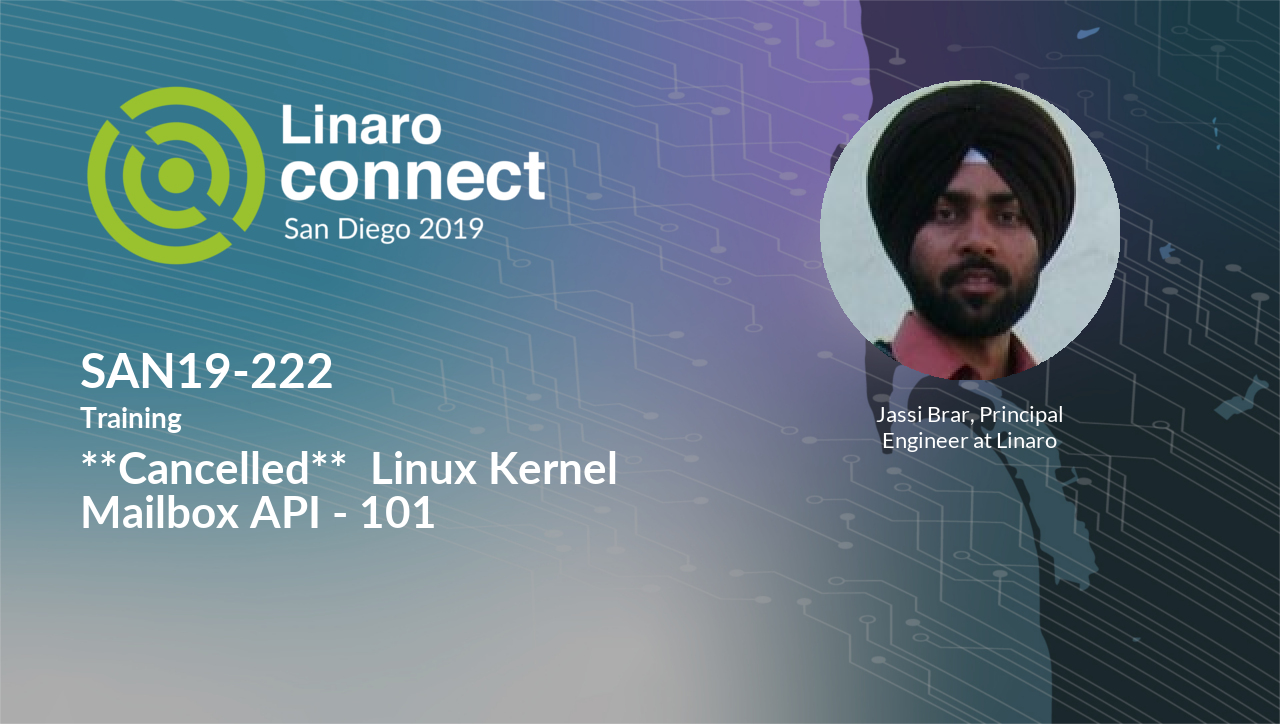 Linaro
connect
San Diego 2019
SAN19-222
Training
**Cancelled**  Linux Kernel
Mailbox API - 101
Jassi Brar, Principal
Engineer at Linaro